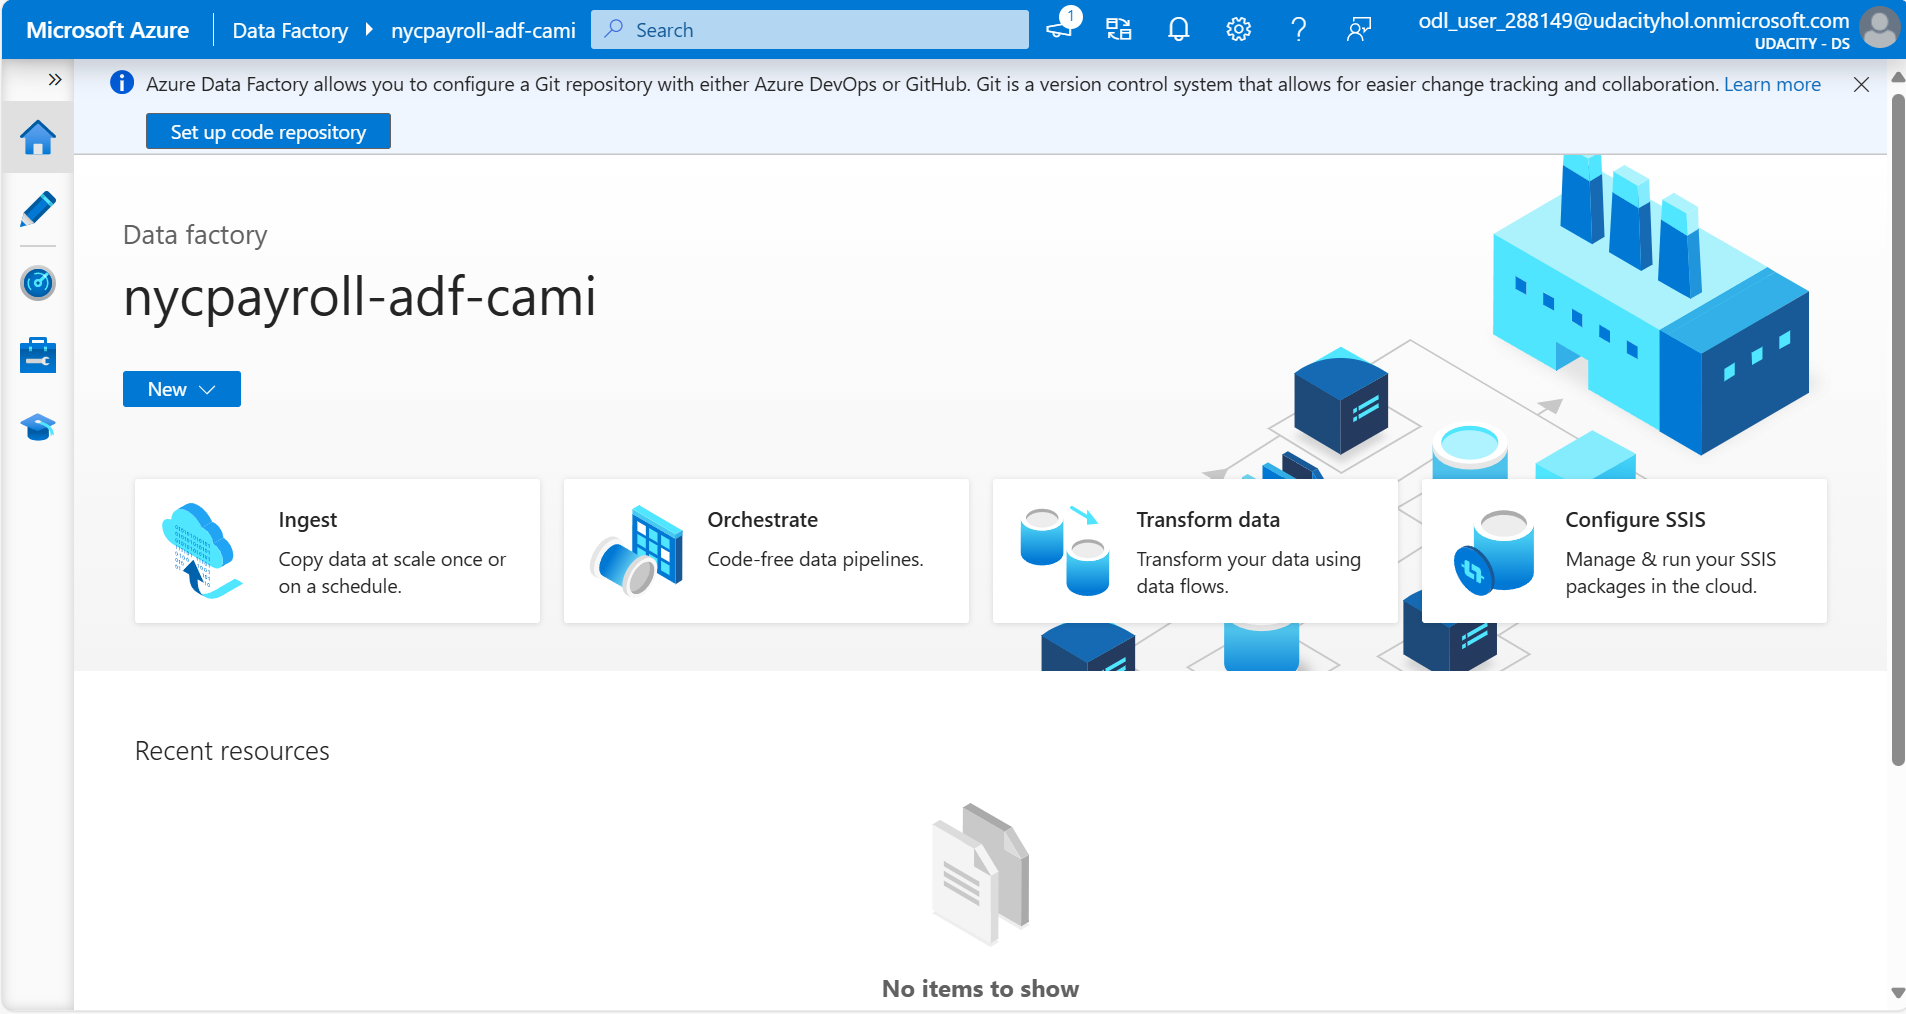 Microsoft Azure
Data Factory
nycpayroll-adf-cami
Search
1
odl_user_288149@udacityhol.onmicrosoft.com
UDACITY - DS
Azure Data Factory allows you to configure a Git repository with either Azure DevOps or GitHub. Git is a version control system that allows for easier change tracking and collaboration. Learn more
Set up code repository
Data factory
nycpayroll-adf-cami
New
Ingest
Copy data at scale once or
on a schedule.
Orchestrate
Code-free data pipelines.
Transform data
Transform your data using
data flows.
Configure SSIS
Manage & run your SSIS
packages in the cloud.
Recent resources
No items to show